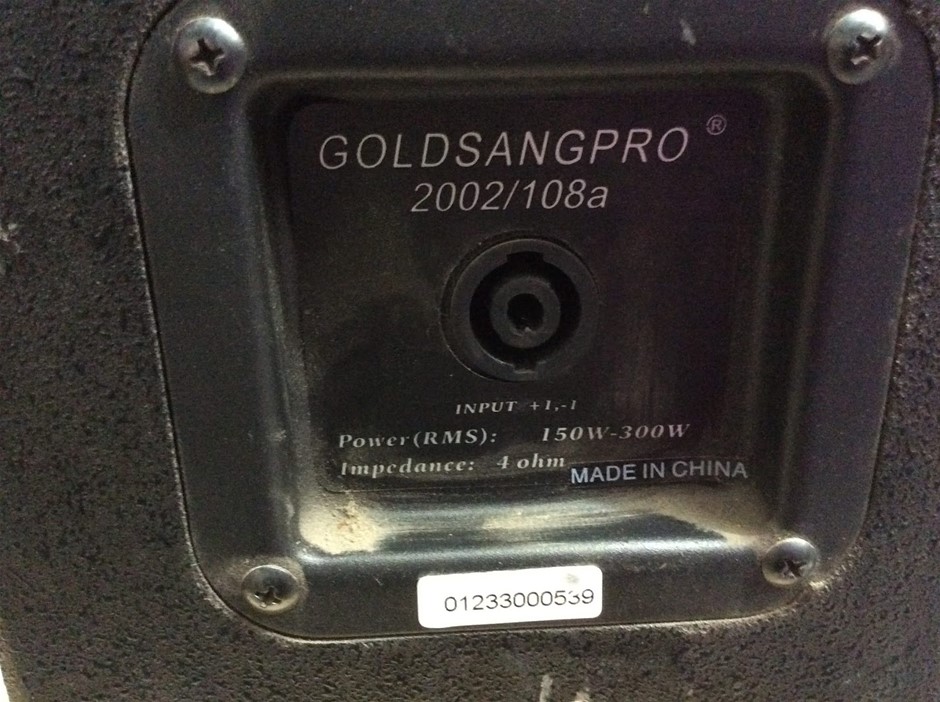 GOLDSANGPRO ®
2002/108a
INPUT +1,-1
Power(RMS): 150W-300W
Impedance: 4 ohm
MADE IN CHINA
01233000539